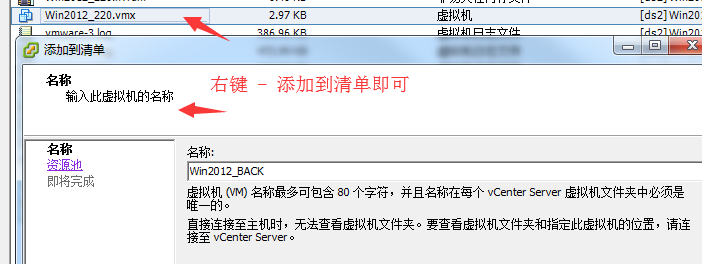 Win2012_220.vmx 2.97 KB 虚拟机 [ds2] Win201
vmware-3.log 386.96 KB 虚拟机日志文件 [ds2] Win201
添加到清单
名称
输入此虚拟机的名称
右键 - 添加到清单即可
名称
资源池
即将完成
名称:
Win2012_BACK
虚拟机 (VM) 名称最多可包含 80 个字符，并且名称在每个 vCenter Server 虚拟机文件夹中必须是
唯一的。
直接连接至主机时，无法查看虚拟机文件夹。要查看虚拟机文件夹和指定此虚拟机的位置，请连
接至 vCenter Server。